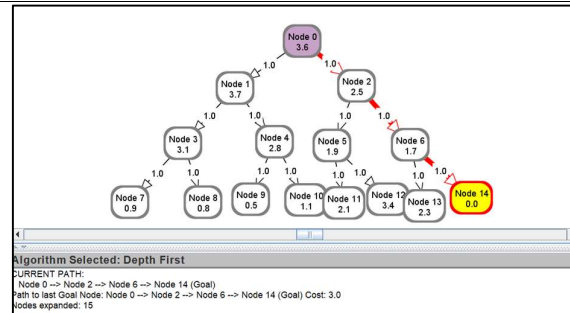 Node 0
3.6
1.0
1.0
Node 1
3.7
Node 2
2.5
1.0
1.0
1.0
1.0
Node 3
3.1
Node 4
2.8
Node 5
1.9
Node 6
1.7
1.0
1.0
1.0
1.0
1.0
1.0
1.0
1.0
Node 7
0.9
Node 8
0.8
Node 9
0.5
Node 10
1.1
Node 11
2.1
Node 12
3.4
Node 13
2.3
Node 14
0.0
Algorithm Selected: Depth First
CURRENT PATH:
Node 0 --> Node 2 --> Node 6 --> Node 14 (Goal)
Path to last Goal Node: Node 0 --> Node 2 --> Node 6 --> Node 14 (Goal) Cost: 3.0
Nodes expanded: 15